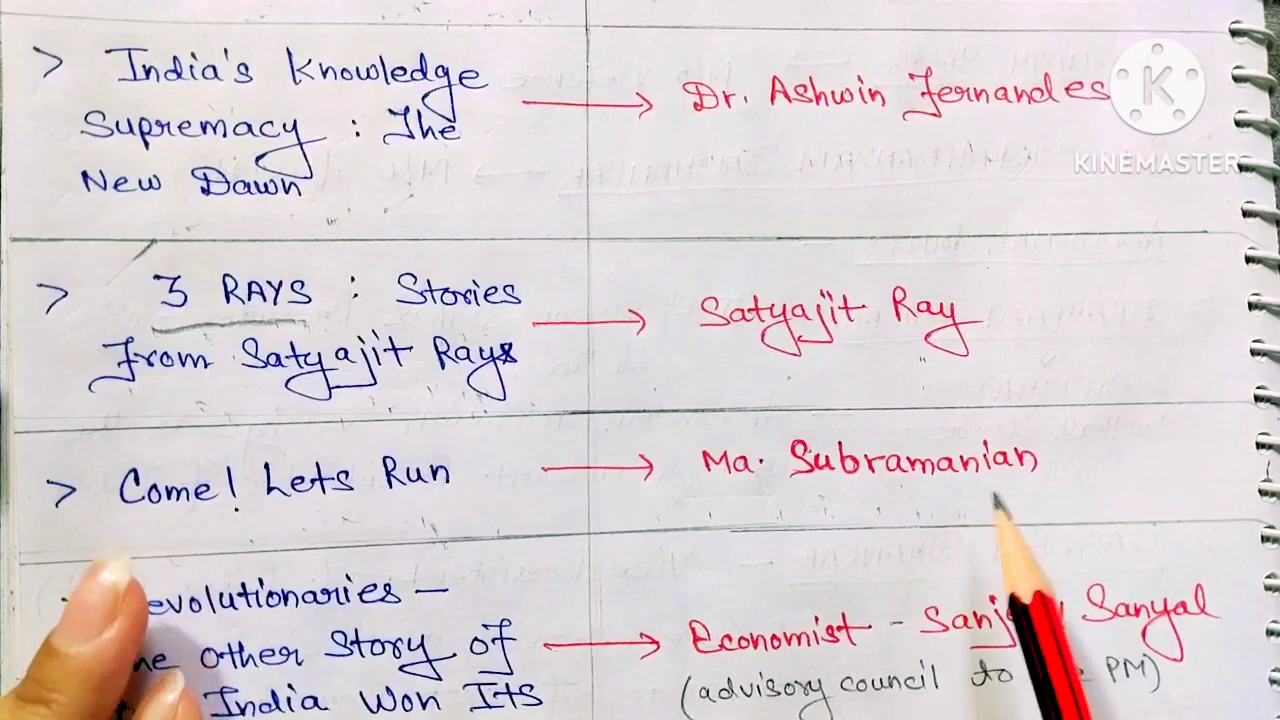 > India's Knowledge
Supremacy : The
New Dawn
→ Dr. Ashwin Fernandes
K
KINEMASTER
> 3 RAYS : Stories
From Satyajit Ray
→ Satyajit Ray
> Come! Lets Run
→ Ma. Subramanian
evolutionaries –
other Story of
India Won Its
→ Economist - Sanyal
(advisory council to PM)